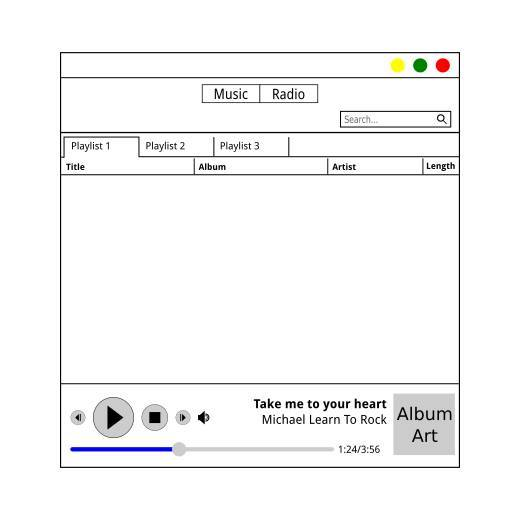 Music Radio
Search...
Playlist 1 Playlist 2 Playlist 3
Title Album Artist Length
Take me to your heart
Michael Learn To Rock
1:24/3:56
Album
Art